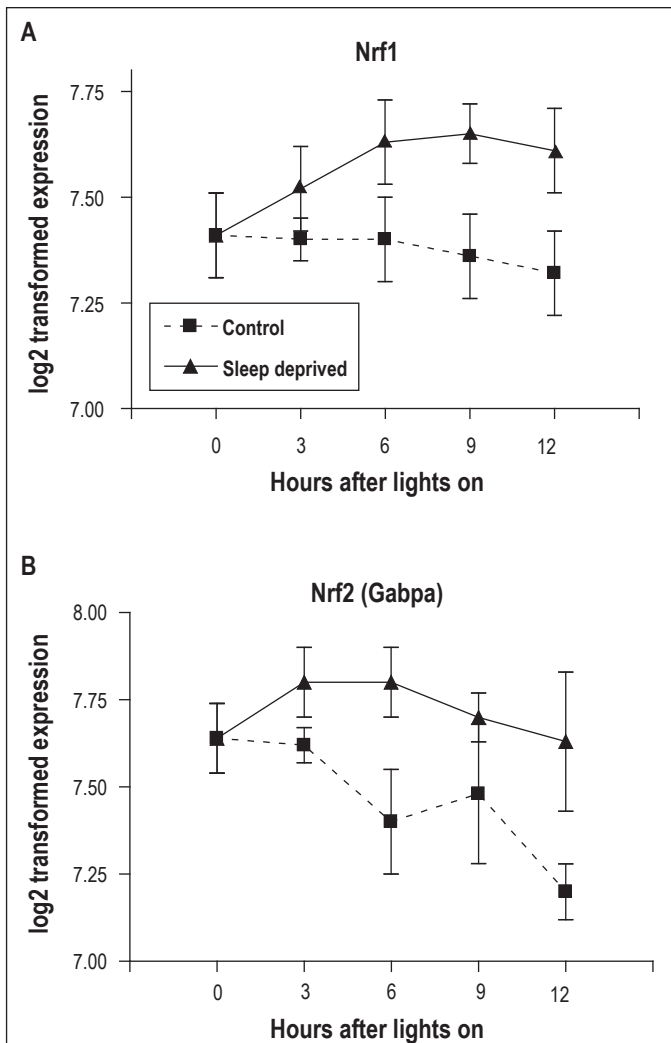 A
Nrf1
log2 transformed expression
7.75
7.50
7.25
7.00
Control
Sleep deprived
0 3 6 9 12
Hours after lights on
B
Nrf2 (Gabpa)
log2 transformed expression
8.00
7.75
7.50
7.25
7.00
0 3 6 9 12
Hours after lights on